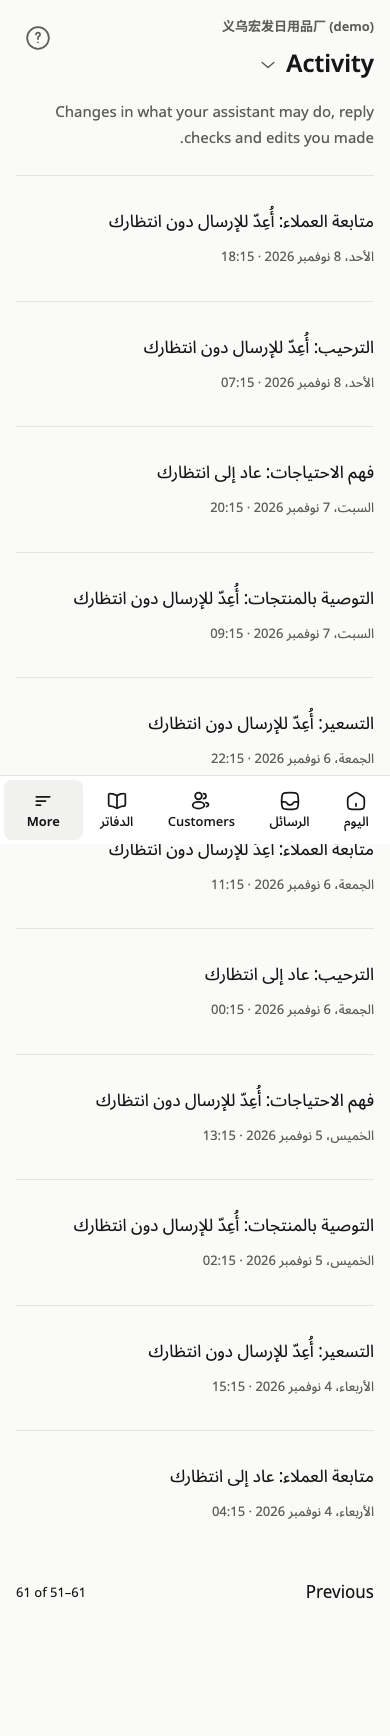 义乌宏发日用品厂 (demo)
Activity
Changes in what your assistant may do, reply
checks and edits you made.
متابعة العملاء: أُعِدّ للإرسال دون انتظارك
الأحد، 8 نوفمبر 2026 · 18:15
الترحيب: أُعِدّ للإرسال دون انتظارك
الأحد، 8 نوفمبر 2026 · 07:15
فهم الاحتياجات: عاد إلى انتظارك
السبت، 7 نوفمبر 2026 · 20:15
التوصية بالمنتجات: أُعِدّ للإرسال دون انتظارك
السبت، 7 نوفمبر 2026 · 09:15
التسعير: أُعِدّ للإرسال دون انتظارك
الجمعة، 6 نوفمبر 2026 · 22:15
اليوم
الرسائل
Customers
الدفاتر
More
متابعة العملاء: أُعِدّ للإرسال دون انتظارك
الجمعة، 6 نوفمبر 2026 · 11:15
الترحيب: عاد إلى انتظارك
الجمعة، 6 نوفمبر 2026 · 00:15
فهم الاحتياجات: أُعِدّ للإرسال دون انتظارك
الخميس، 5 نوفمبر 2026 · 13:15
التوصية بالمنتجات: أُعِدّ للإرسال دون انتظارك
الخميس، 5 نوفمبر 2026 · 02:15
التسعير: أُعِدّ للإرسال دون انتظارك
الأربعاء، 4 نوفمبر 2026 · 15:15
متابعة العملاء: عاد إلى انتظارك
الأربعاء، 4 نوفمبر 2026 · 04:15
Previous
61 of 51–61